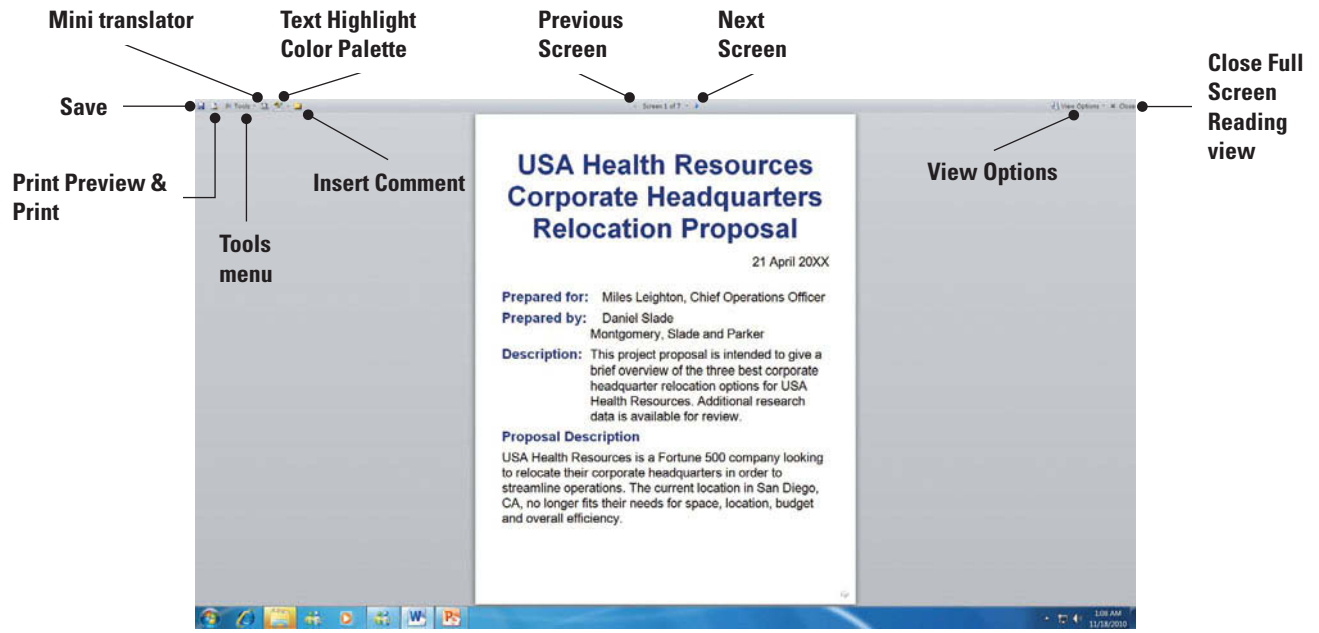 Mini translator
Text Highlight
Color Palette
Previous
Screen
Next
Screen
Close Full
Screen
Reading
view
Save
Tools
Screen 1 of 7
View Options
Close
Print Preview &
Print
Insert Comment
View Options
Tools
menu
USA Health Resources
Corporate Headquarters
Relocation Proposal
21 April 20XX
Prepared for: Miles Leighton, Chief Operations Officer
Prepared by: Daniel Slade
Montgomery, Slade and Parker
Description: This project proposal is intended to give a
brief overview of the three best corporate
headquarter relocation options for USA
Health Resources. Additional research
data is available for review.
Proposal Description
USA Health Resources is a Fortune 500 company looking
to relocate their corporate headquarters in order to
streamline operations. The current location in San Diego,
CA, no longer fits their needs for space, location, budget
and overall efficiency.
1:08 AM
11/18/2010